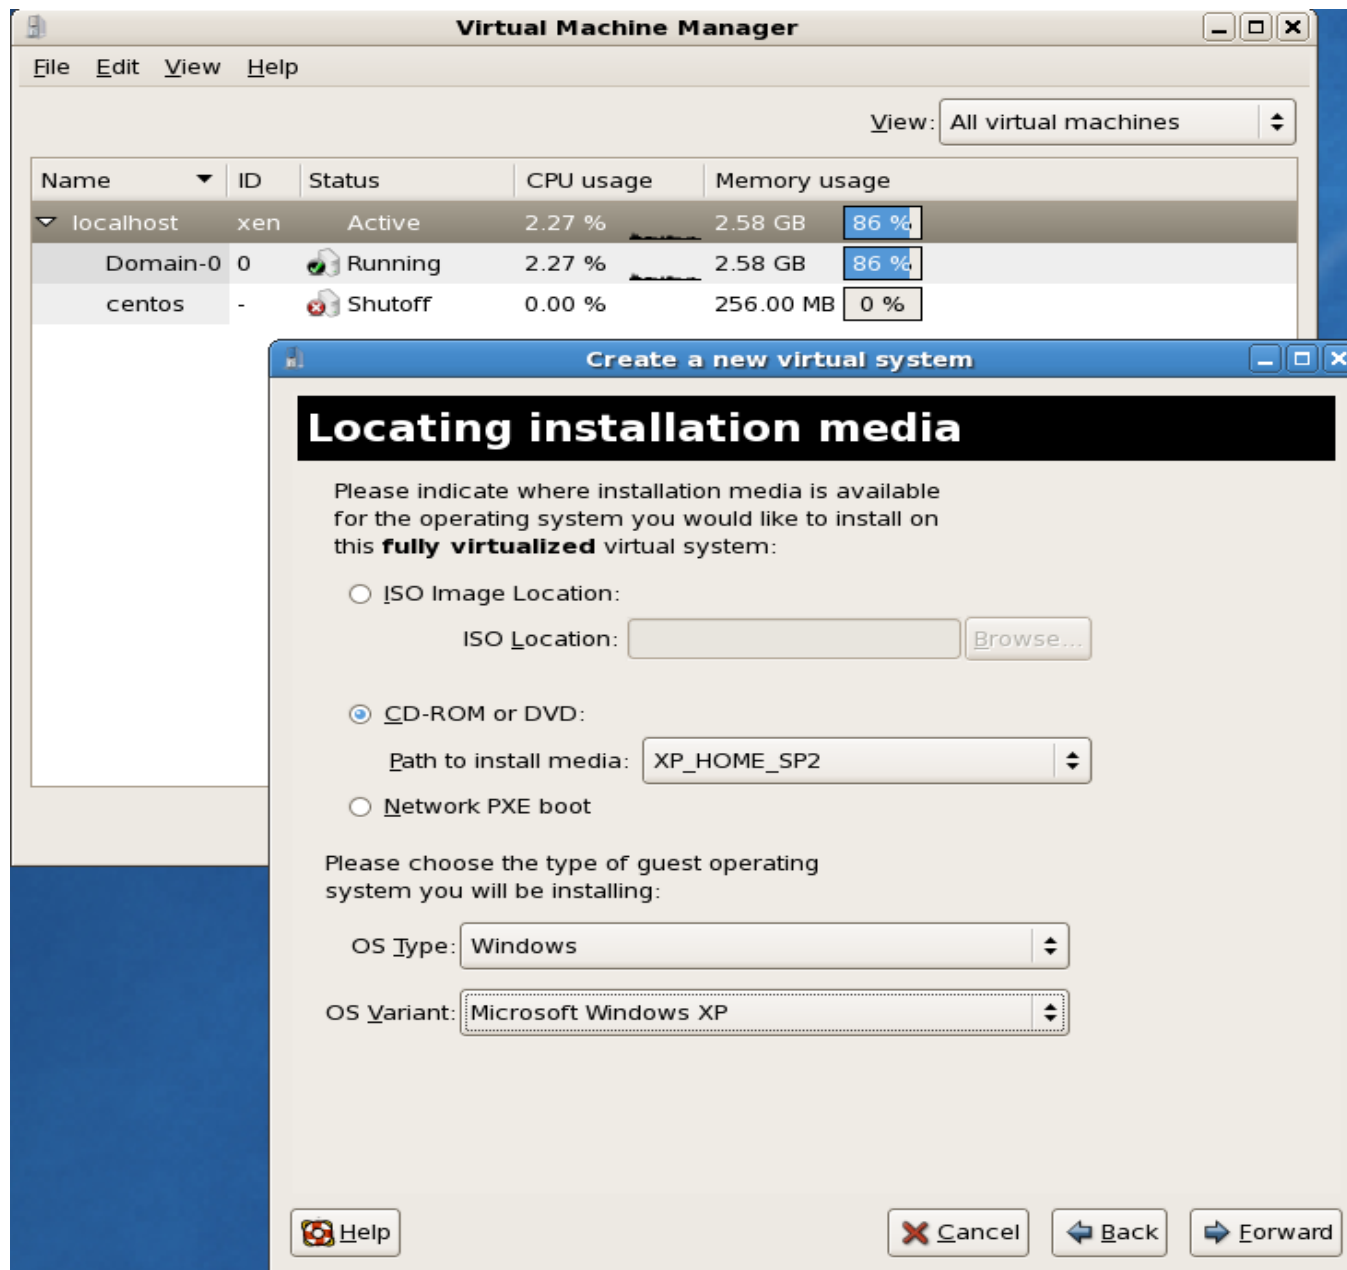 Virtual Machine Manager
File Edit View Help
View: All virtual machines
Name ID Status CPU usage Memory usage
localhost xen Active 2.27 % 2.58 GB 86 %
Domain-0 0 Running 2.27 % 2.58 GB 86 %
centos - Shutoff 0.00 % 256.00 MB 0 %
Create a new virtual system
Locating installation media
Please indicate where installation media is available
for the operating system you would like to install on
this fully virtualized virtual system:
ISO Image Location:
ISO Location: Browse...
CD-ROM or DVD:
Path to install media: XP_HOME_SP2
Network PXE boot
Please choose the type of guest operating
system you will be installing:
OS Type: Windows
OS Variant: Microsoft Windows XP
Help Cancel Back Forward